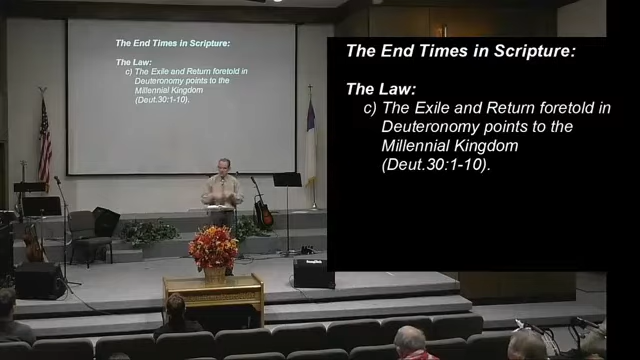 The End Times in Scripture:
The Law:
c) The Exile and Return foretold in
Deuteronomy points to the
Millennial Kingdom
(Deut.30:1-10).
The End Times in Scripture:
The Law:
c) The Exile and Return foretold in
Deuteronomy points to the
Millennial Kingdom
(Deut.30:1-10).